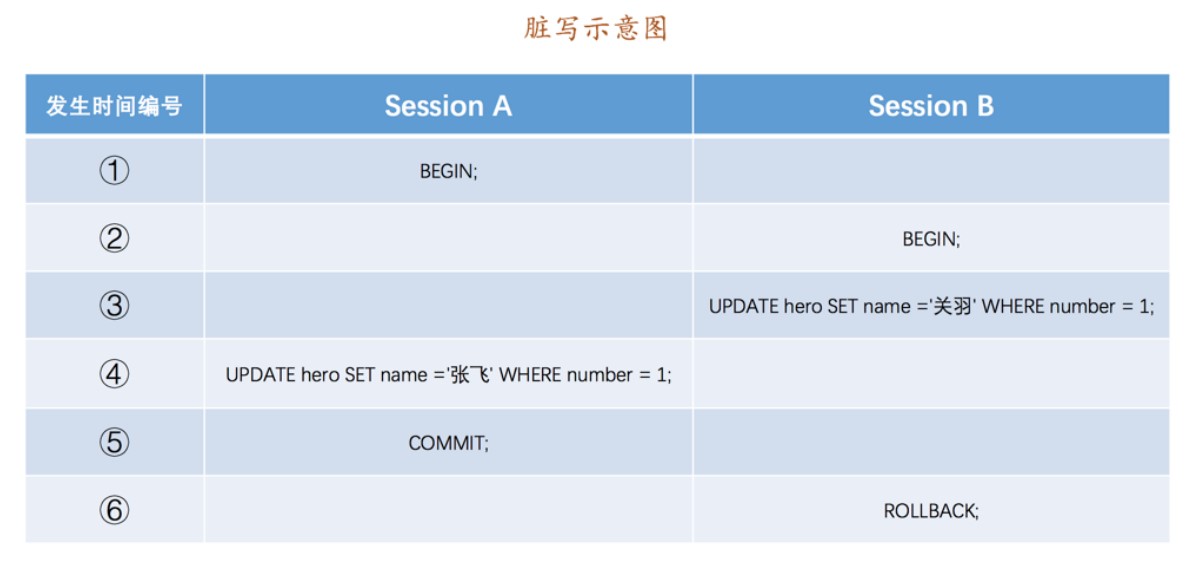 脏写示意图
发生时间编号 Session A Session B
① BEGIN;
② BEGIN;
③ UPDATE hero SET name ='关羽' WHERE number = 1;
④ UPDATE hero SET name ='张飞' WHERE number = 1;
⑤ COMMIT;
⑥ ROLLBACK;